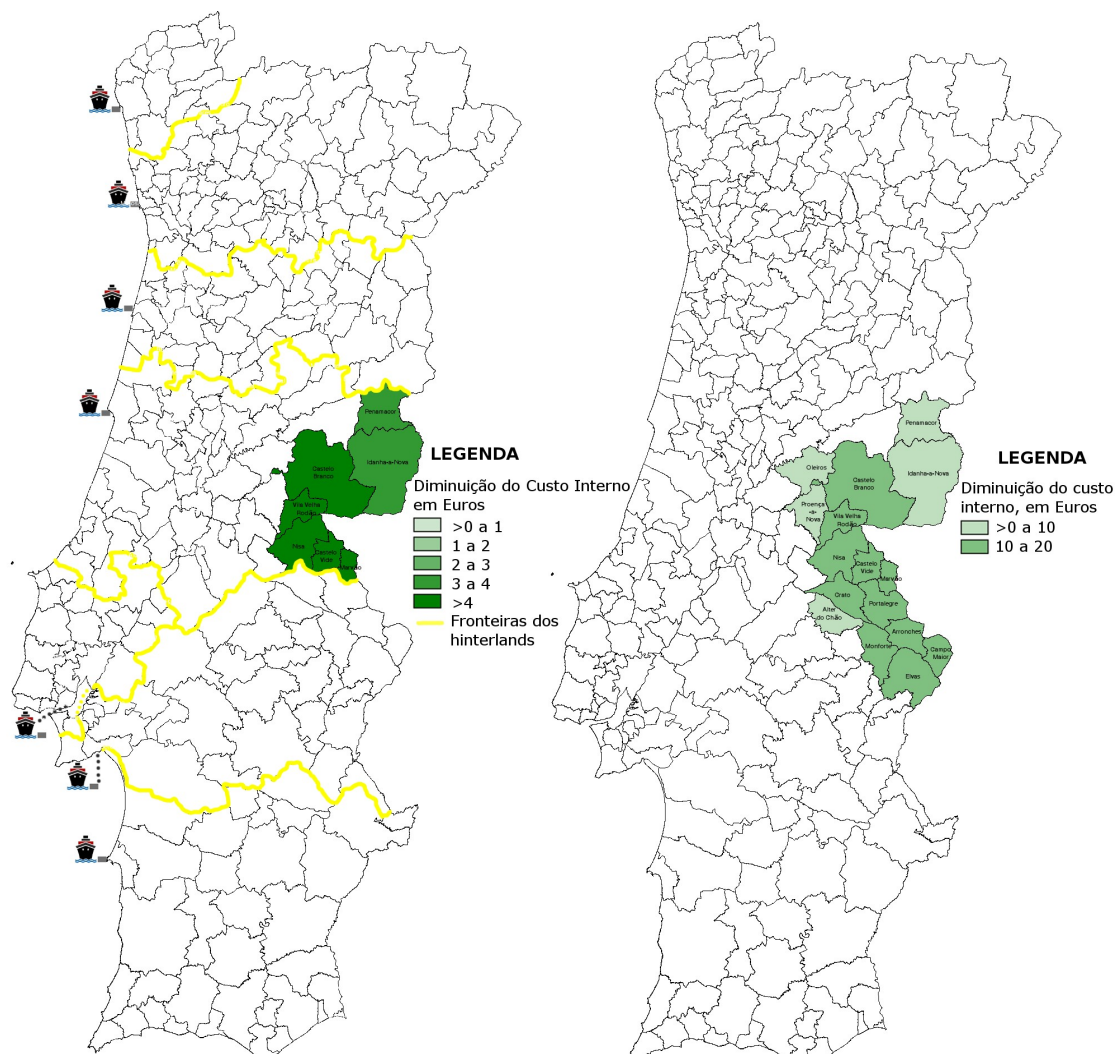 Penamacor
Idanha-a-Nova
Castelo
Branco
Vila Velha
Rodão
Nisa
Castelo
Vide
Marvão
LEGENDA
Diminuição do Custo Interno
em Euros
>0 a 1
1 a 2
2 a 3
3 a 4
>4
Fronteiras dos
hinterlands
Penamacor
Oleiros
Idanha-a-Nova
Castelo
Branco
Proença
-a-
Nova
Vila Velha
Rodão
Nisa
Castelo
Vide
Marvão
Crato
Portalegre
Alter
do Chão
Arronches
Monforte
Campo
Maior
Elvas
LEGENDA
Diminuição do custo
interno, em Euros
>0 a 10
10 a 20